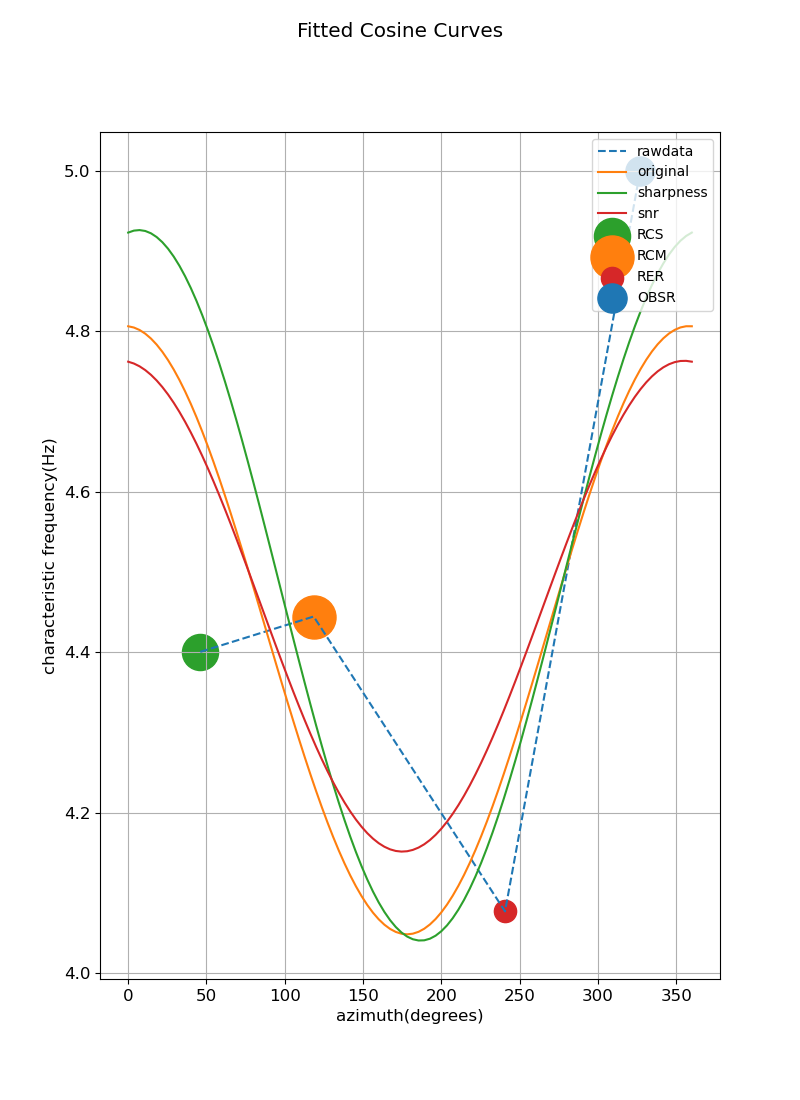 Fitted Cosine Curves
rawdata
original
sharpness
snr
RCS
RCM
RER
OBSR
5.0
4.8
4.6
4.4
4.2
4.0
characteristic frequency(Hz)
0 50 100 150 200 250 300 350
azimuth(degrees)